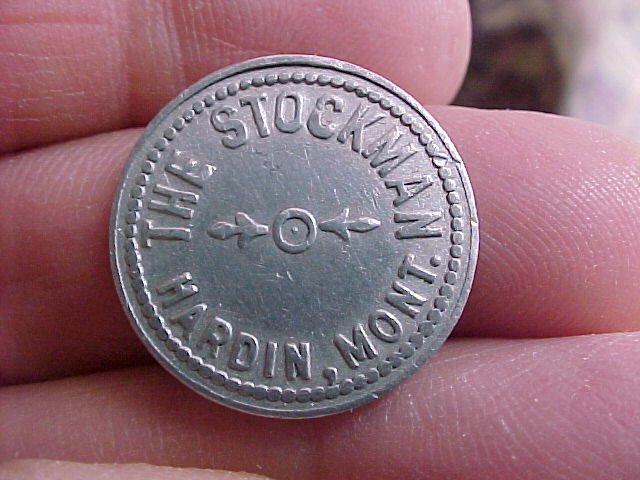 THE STOCKMAN
HARDIN, MONT.